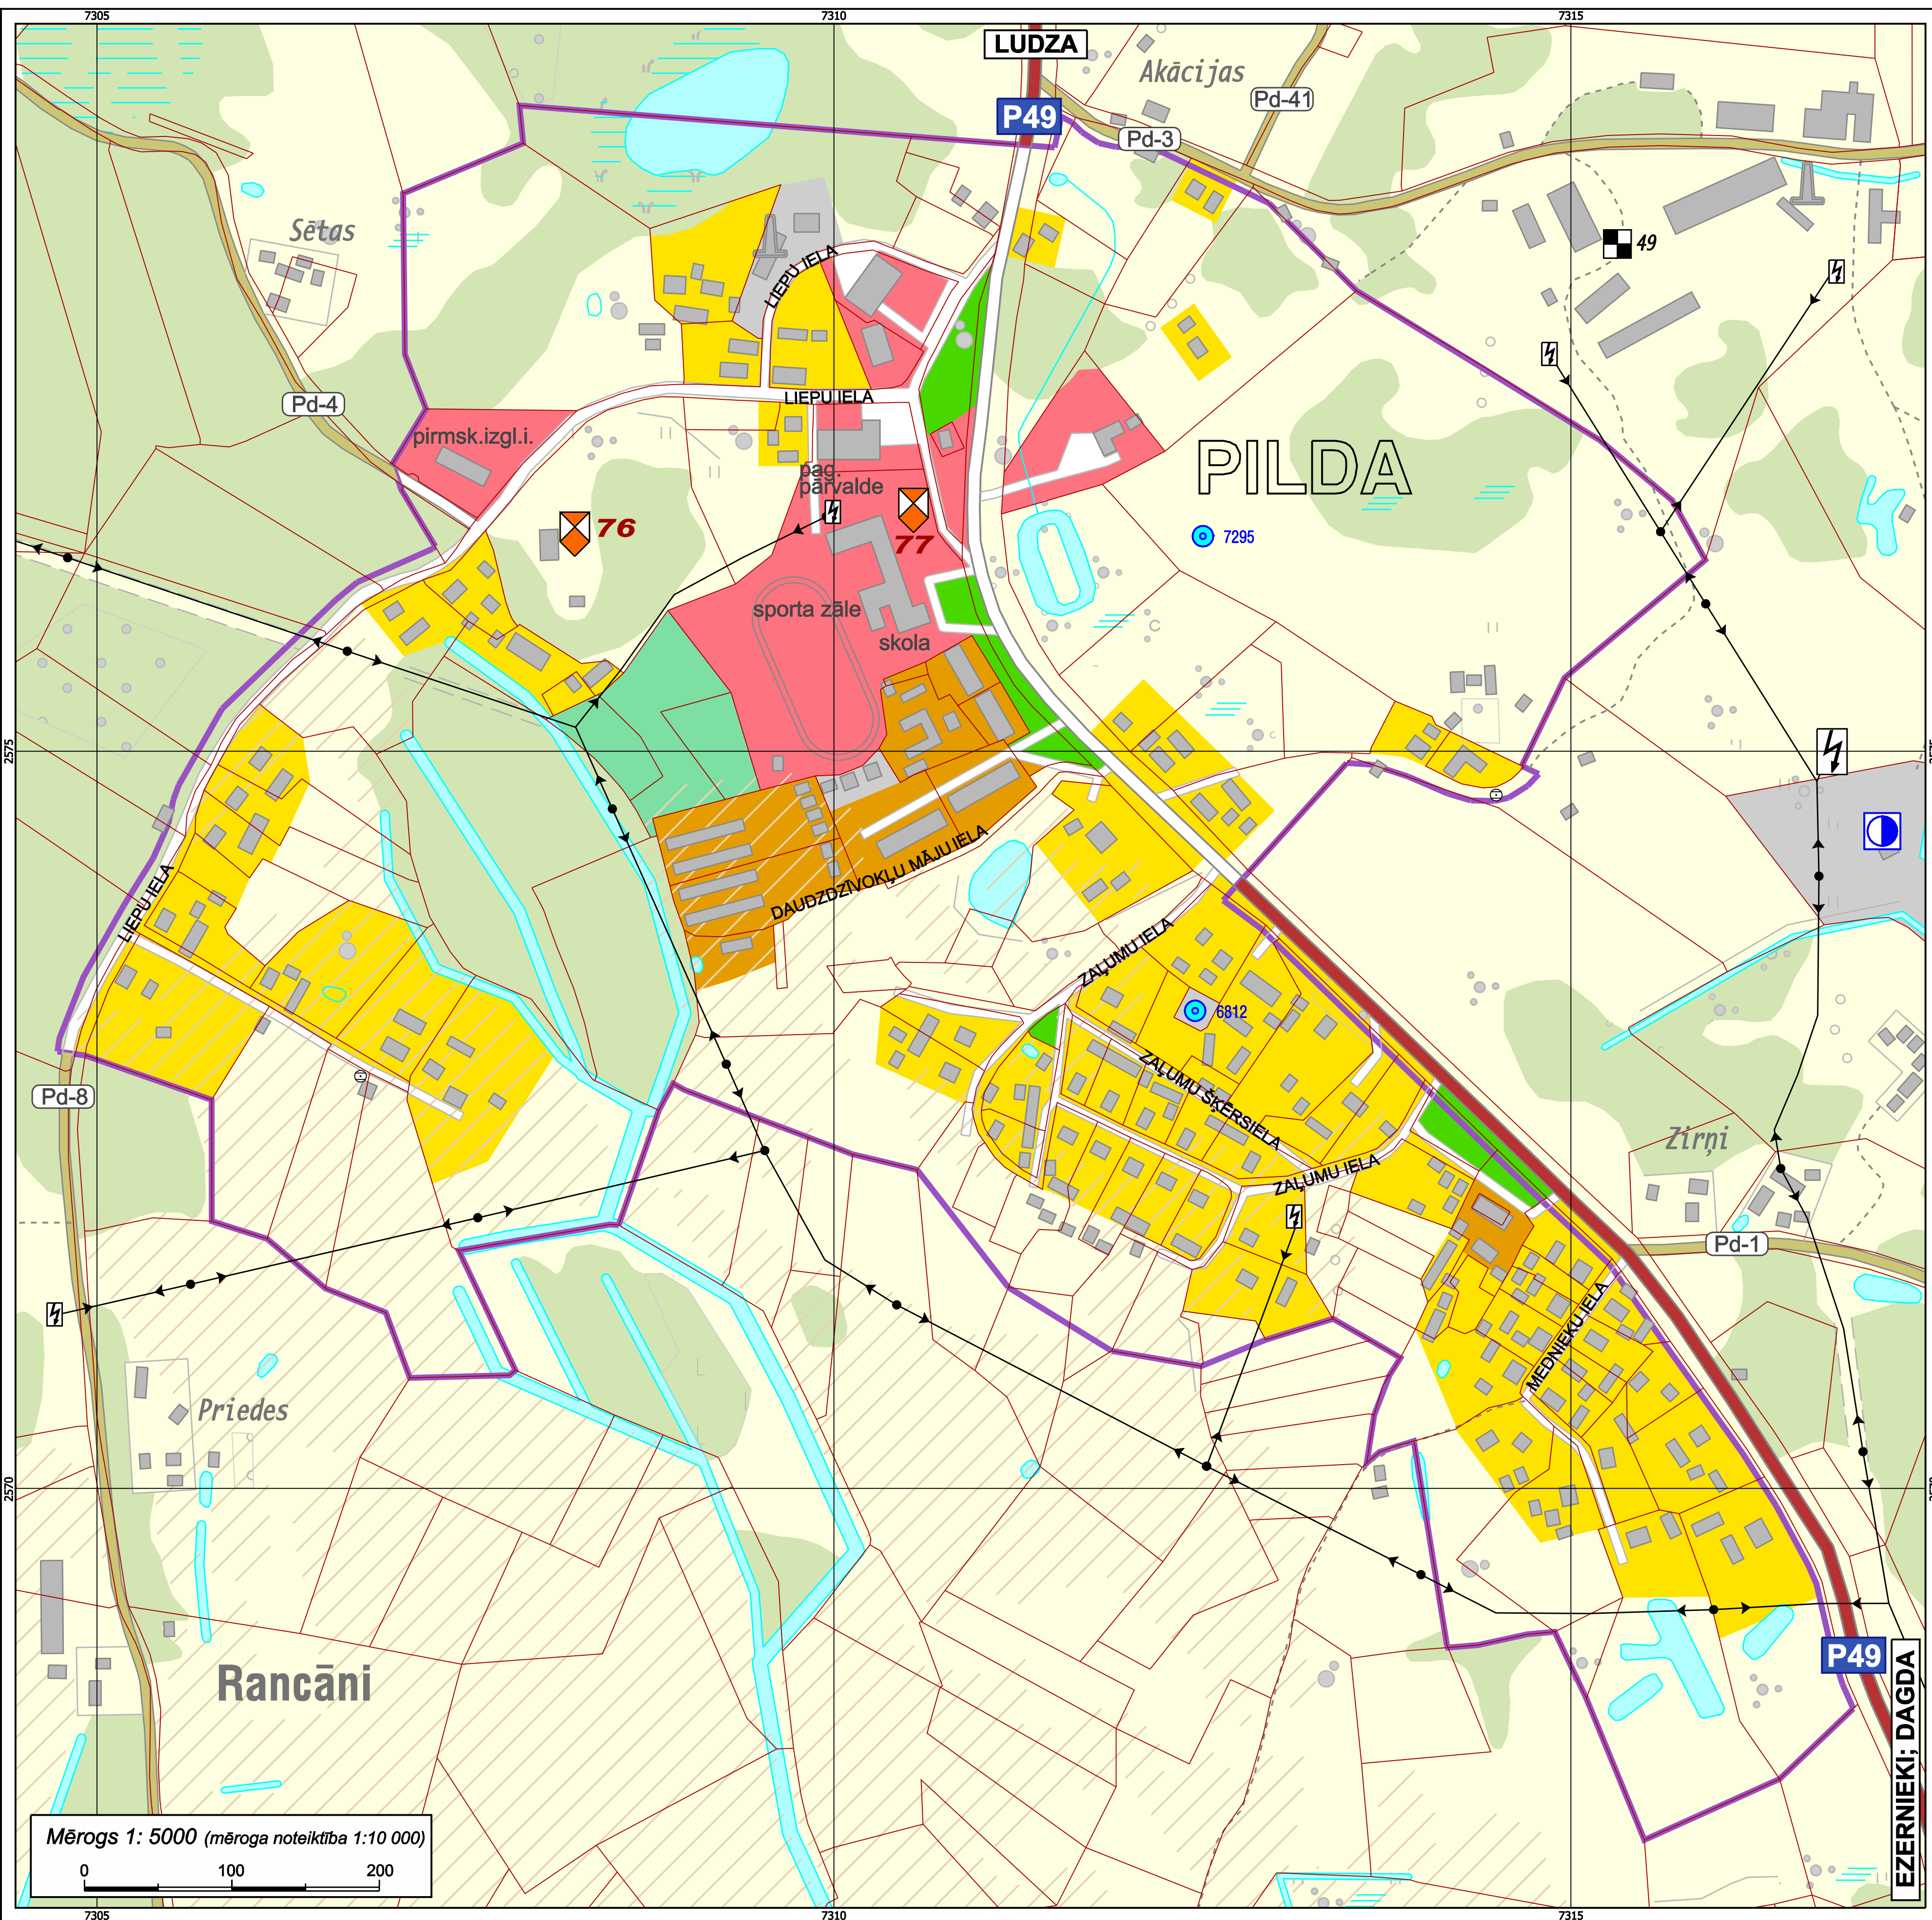 7305
7310
7315
LUDZA
Akācijas
Pd-41
P49
Pd-3
Sētas
49
LIEPU IELA
Pd-4
LIEPU IELA
pirmsk.izgl.i.
PILDA
pag.
pārvalde
76
77
7295
sporta zāle
skola
2575
DAUDZDZĪVOKĻU MĀJU IELA
LIEPU IELA
ZAĻUMU IELA
6812
Pd-8
ZAĻUMU ŠĶĒRSIELA
ZAĻUMU IELA
Zirņi
Pd-1
MEDNIEKU IELA
Priedes
2570
Rancāni
P49
EZERNIEKI; DAGDA
Mērogs 1: 5000 (mēroga noteiktība 1:10 000)
0 100 200
7305
7310
7315